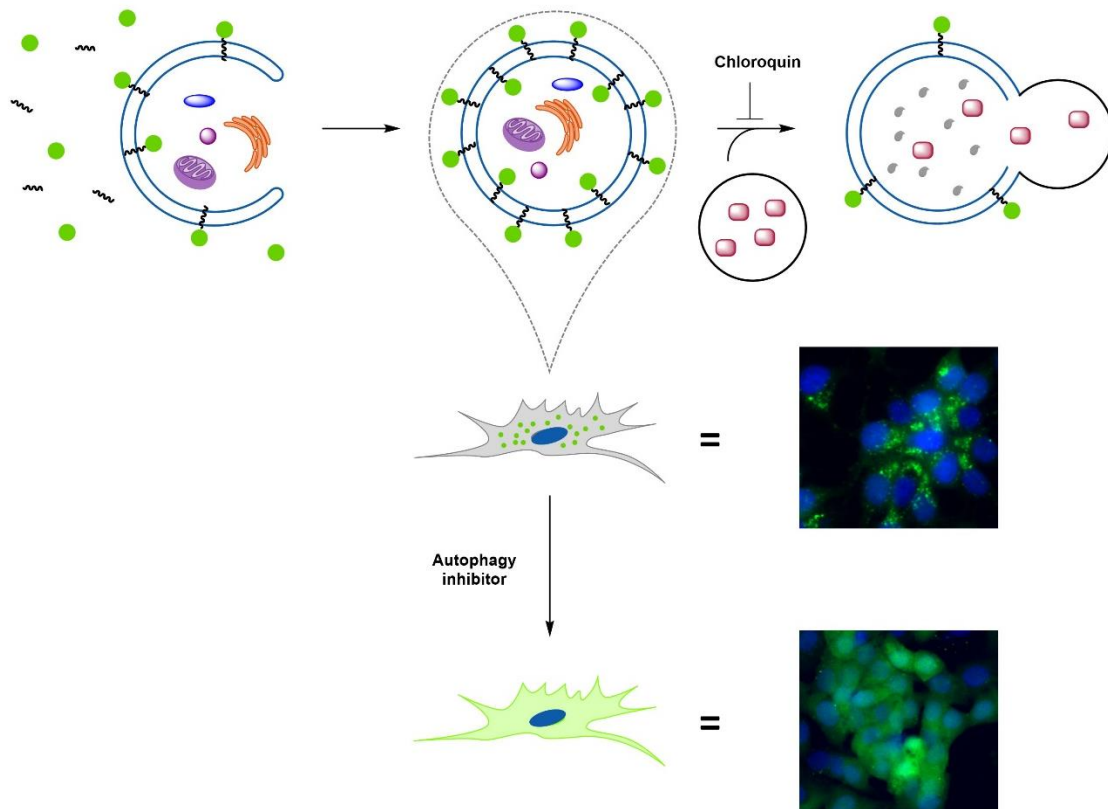 Chloroquin
Autophagy
inhibitor
=
=